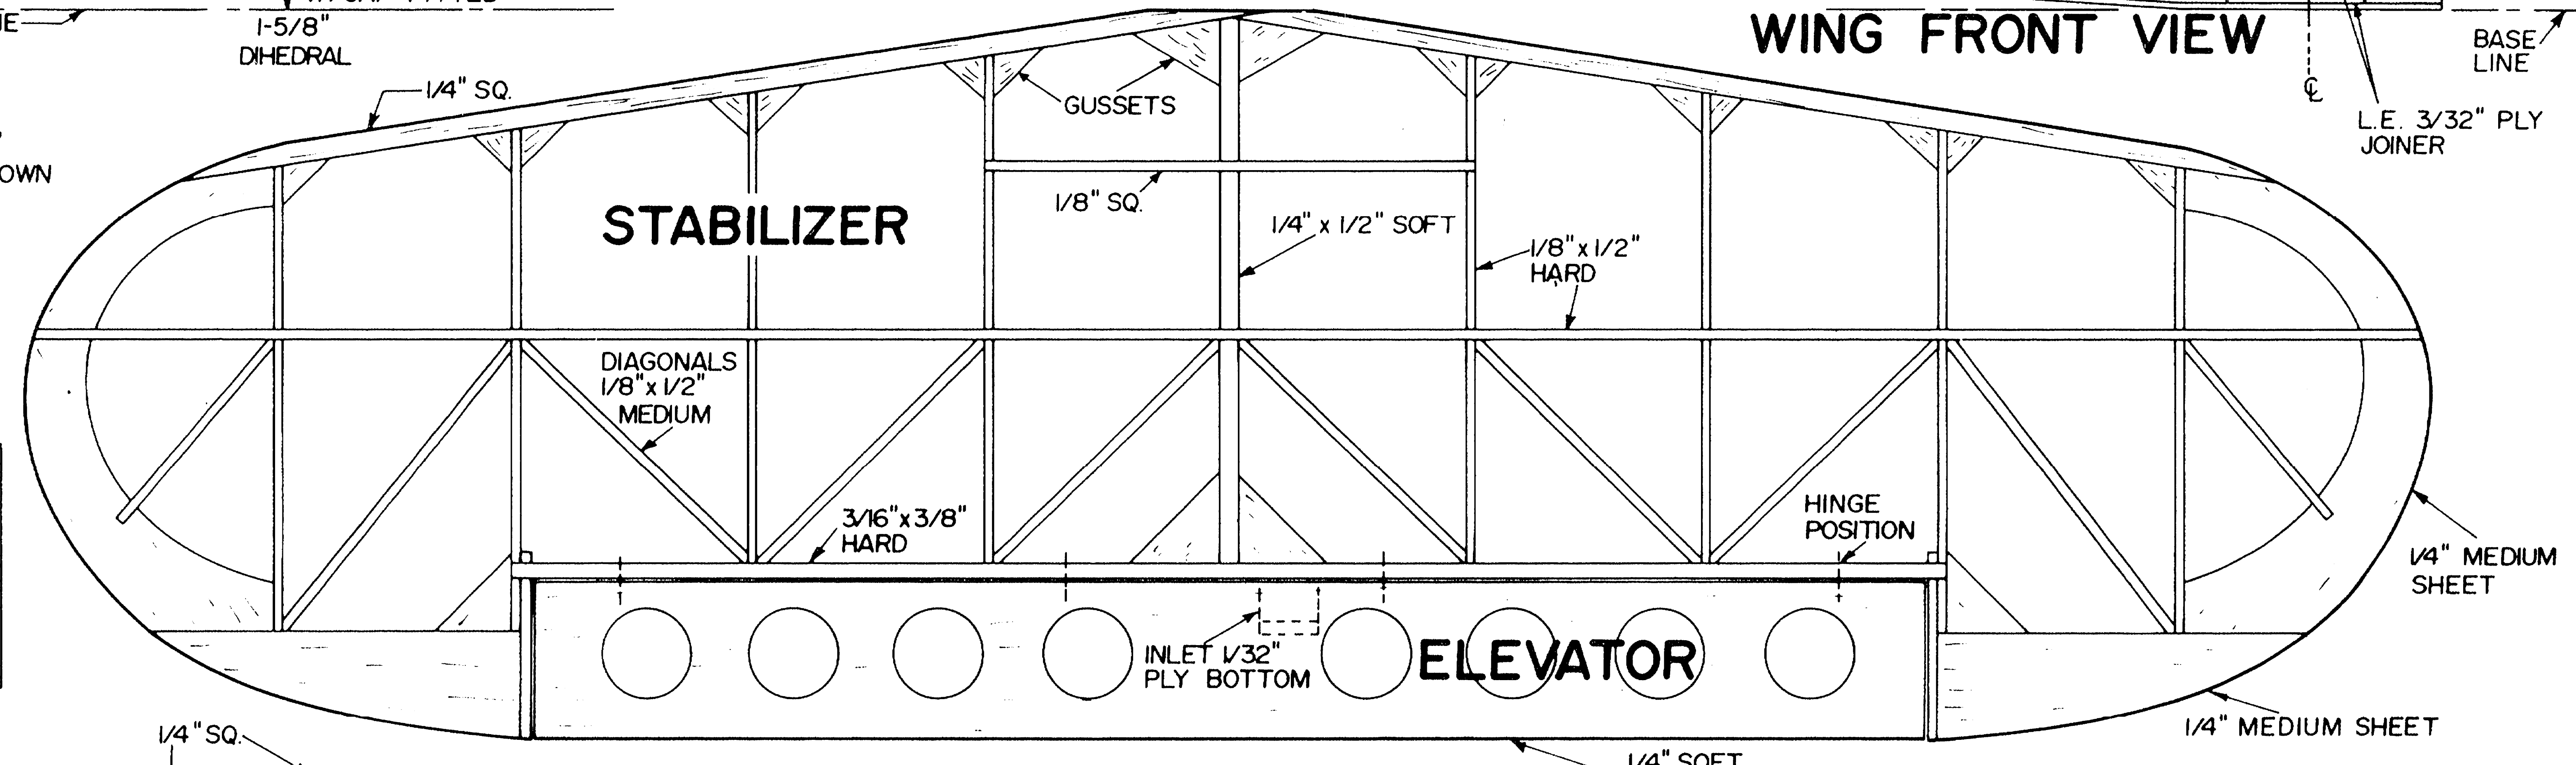 1-5/8"
DIHEDRAL
WING FRONT VIEW
BASE
LINE
℄
L.E. 3/32" PLY
JOINER
1/4" SQ.
GUSSETS
OWN
STABILIZER
1/8" SQ.
1/4" x 1/2" SOFT
1/8" x 1/2"
HARD
DIAGONALS
1/8" x 1/2"
MEDIUM
3/16" x 3/8"
HARD
HINGE
POSITION
1/4" MEDIUM
SHEET
INLET 1/32"
PLY BOTTOM
ELEVATOR
1/4" MEDIUM SHEET
1/4" SQ.
1/4" SOFT